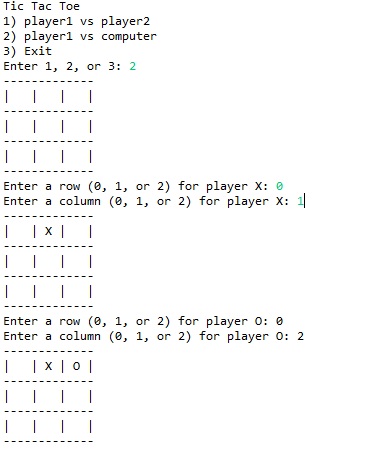 Tic Tac Toe
1) player1 vs player2
2) player1 vs computer
3) Exit
Enter 1, 2, or 3: 2
-------------
|   |   |   |
-------------
|   |   |   |
-------------
|   |   |   |
-------------
Enter a row (0, 1, or 2) for player X: 0
Enter a column (0, 1, or 2) for player X: 1
-------------
|   | X |   |
-------------
|   |   |   |
-------------
|   |   |   |
-------------
Enter a row (0, 1, or 2) for player O: 0
Enter a column (0, 1, or 2) for player O: 2
-------------
|   | X | O |
-------------
|   |   |   |
-------------
|   |   |   |
-------------